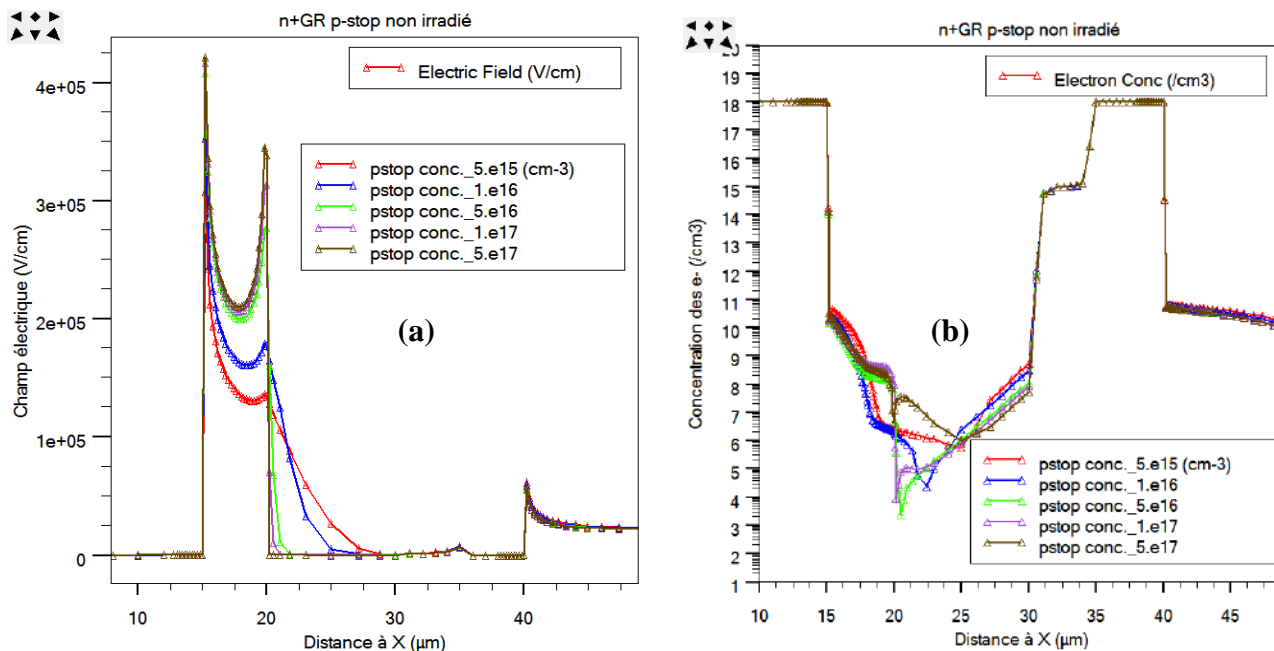 n+GR p-stop non irradié
Electric Field (V/cm)
pstop conc._5.e15 (cm-3)
pstop conc._1.e16
pstop conc._5.e16
pstop conc._1.e17
pstop conc._5.e17
(a)
Champ électrique (V/cm)
4e+05
3e+05
2e+05
1e+05
0
10 20 30 40
Distance à X (µm)
n+GR p-stop non irradié
Electron Conc (/cm3)
(b)
Concentration des e- (/cm3)
20
19
18
17
16
15
14
13
12
11
10
9
8
7
6
5
4
3
2
1
pstop conc._5.e15 (cm-3)
pstop conc._1.e16
pstop conc._5.e16
pstop conc._1.e17
pstop conc._5.e17
10 15 20 25 30 35 40 45
Distance à X (µm)